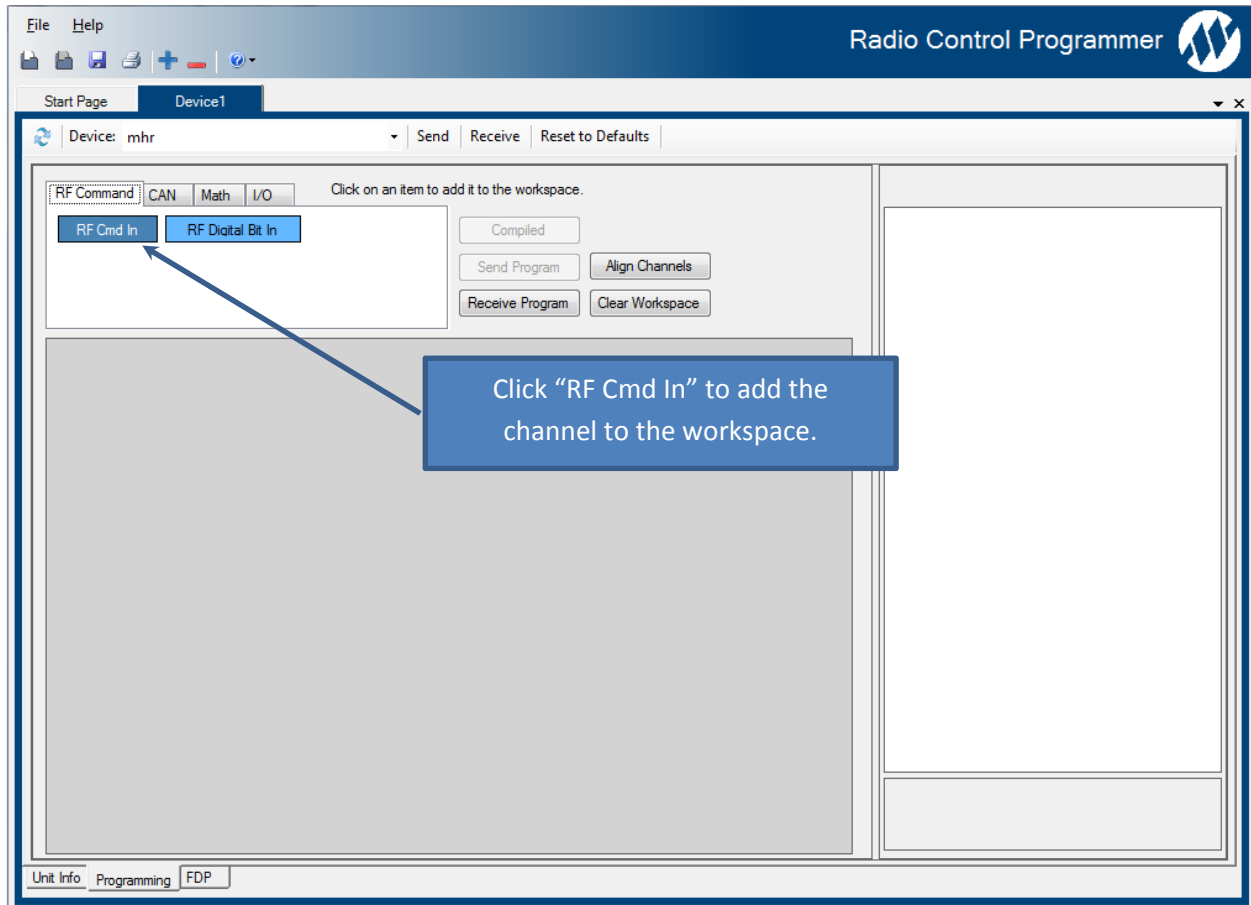 File Help
Radio Control Programmer
Start Page Device1
Device: mhr Send Receive Reset to Defaults
RF Command CAN Math I/O Click on an item to add it to the workspace.
RF Cmd In RF Digital Bit In Compiled
Send Program Align Channels
Receive Program Clear Workspace
Click “RF Cmd In” to add the
channel to the workspace.
Unit Info Programming FDP